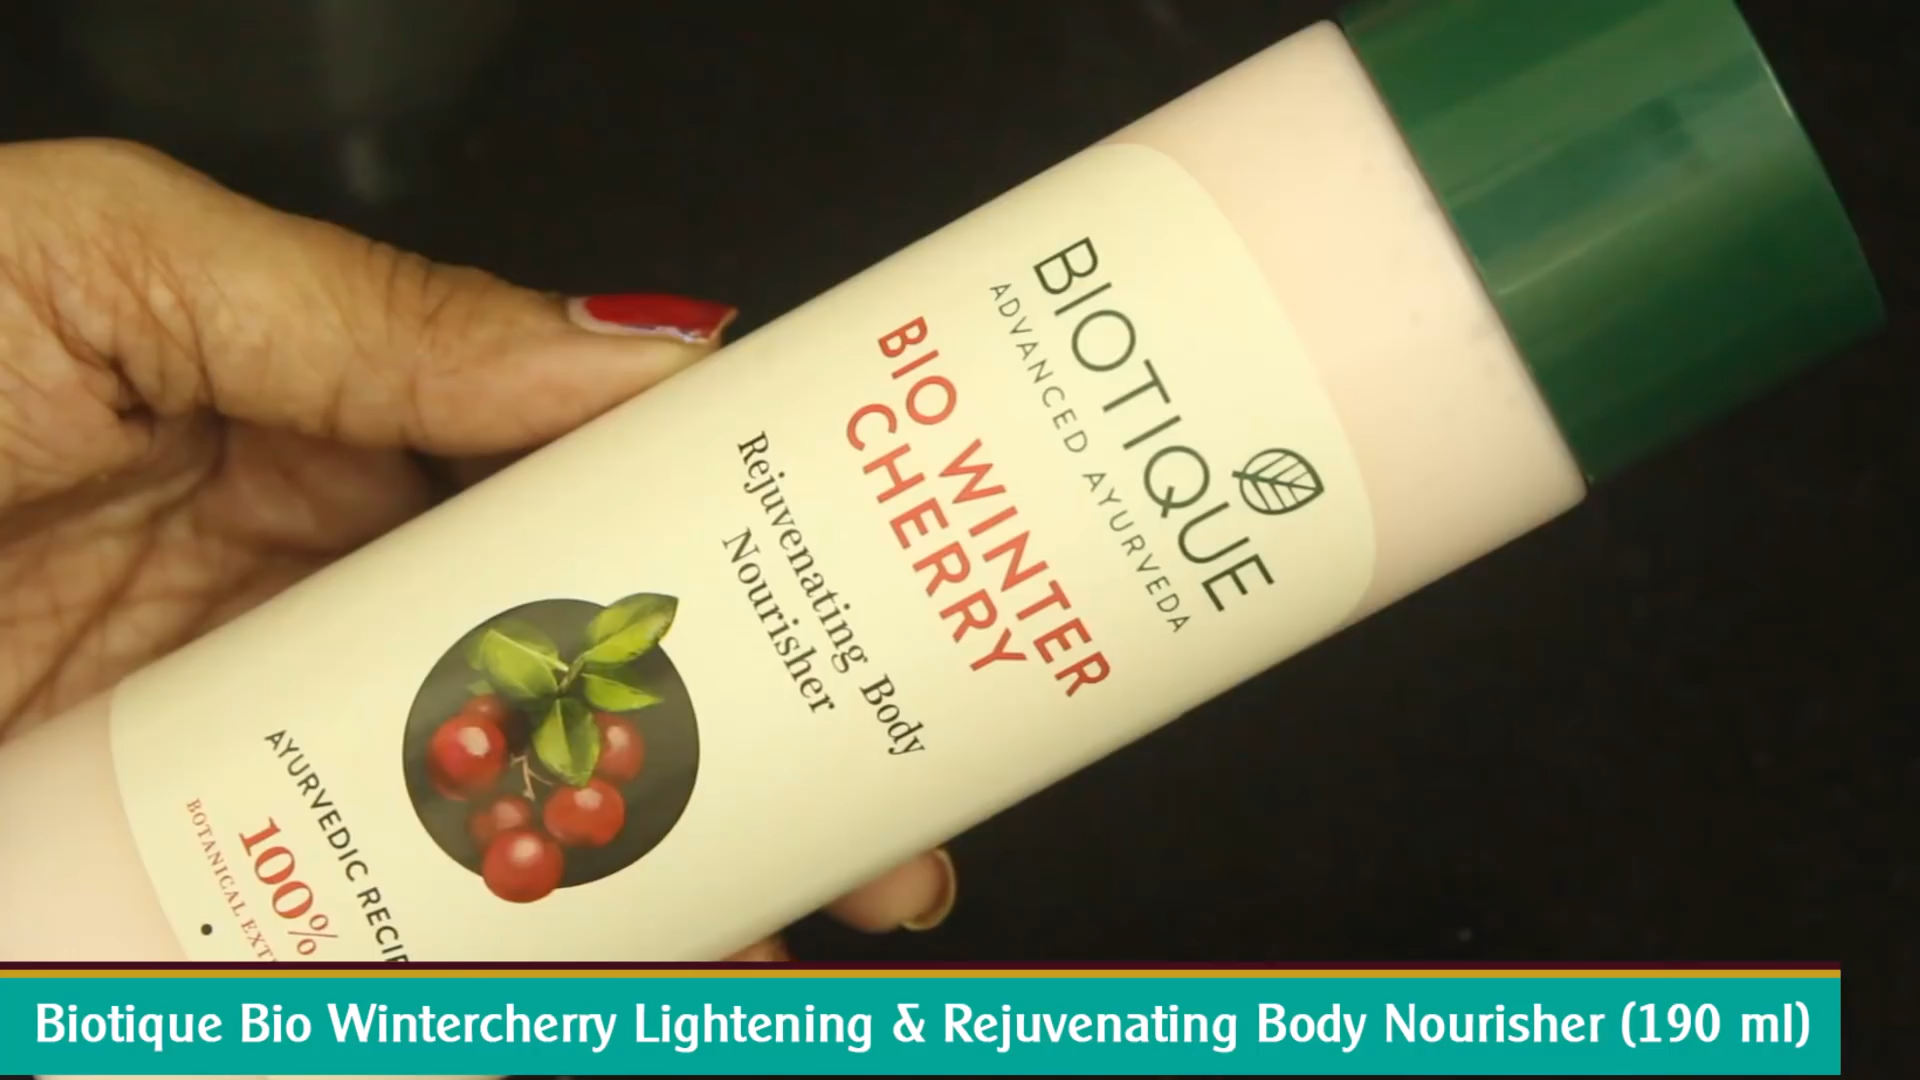 BIOTIQUE
ADVANCED AYURVEDA
BIO WINTER
CHERRY
Rejuvenating Body
Nourisher
AYURVEDIC RECIP
100%
BOTANICAL EXT
Biotique Bio Wintercherry Lightening & Rejuvenating Body Nourisher (190 ml)